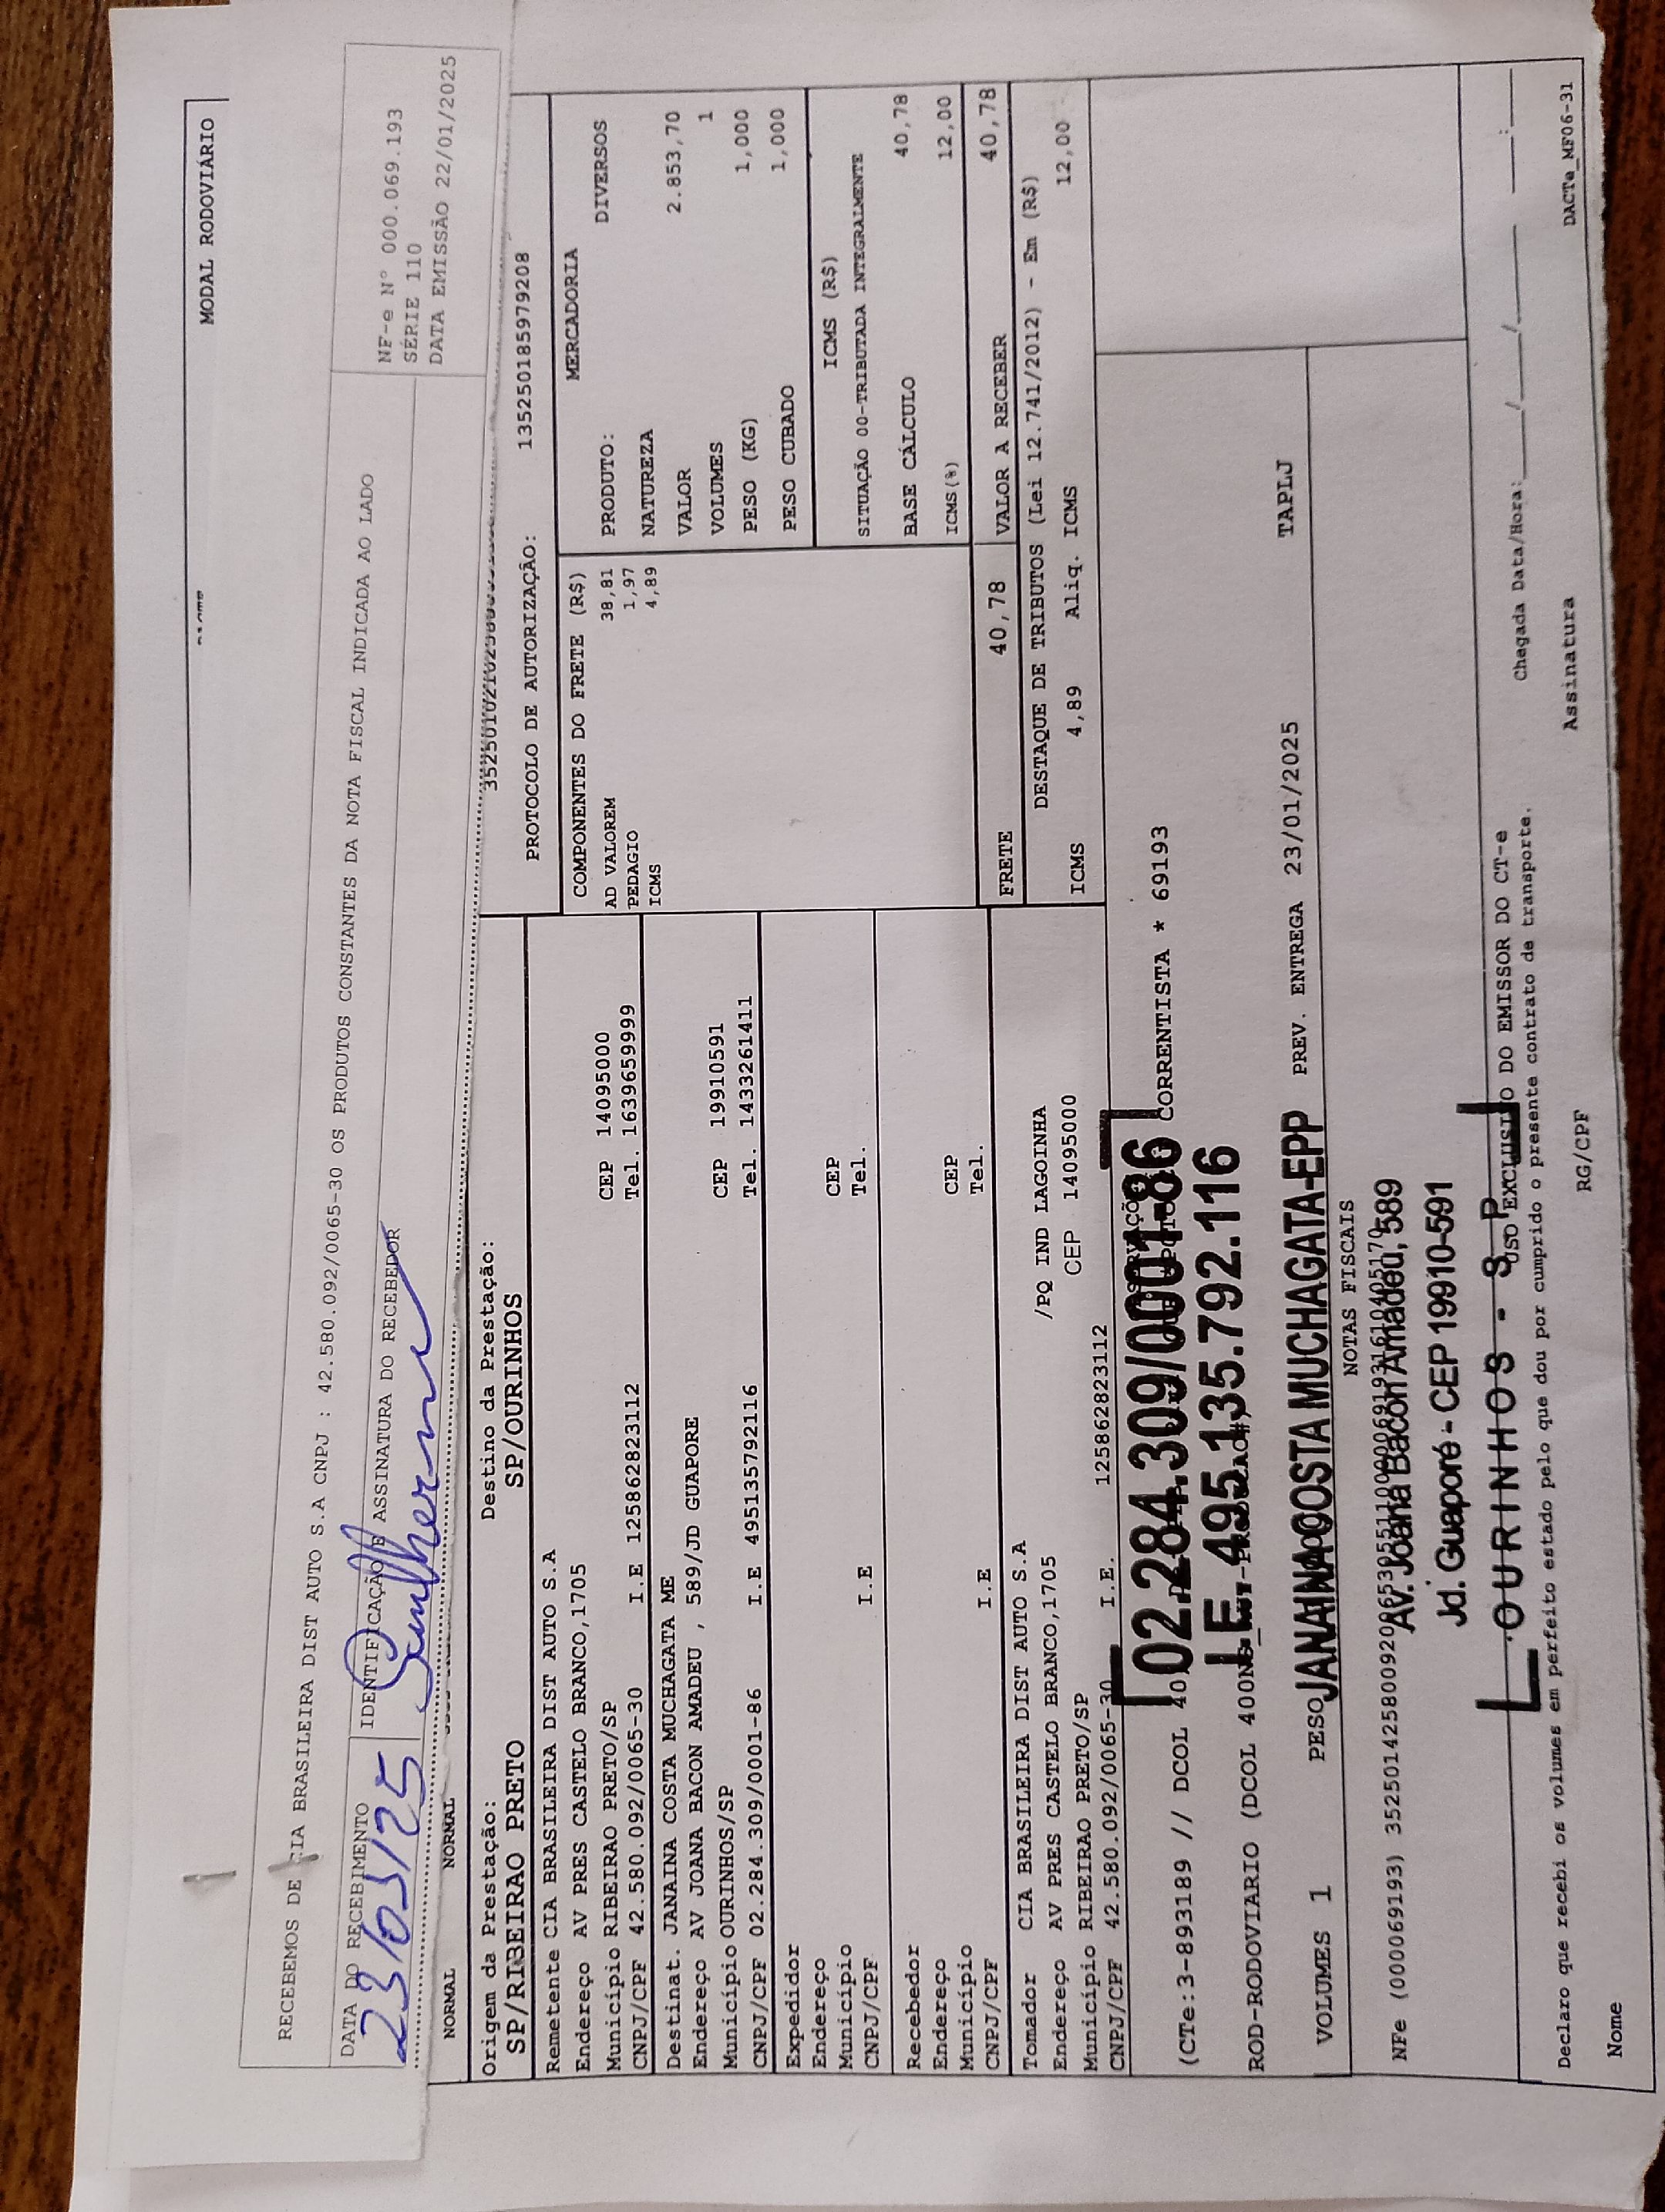 MODAL RODOVIÁRIO
RECEBEMOS DE CIA BRASILEIRA DIST AUTO S.A CNPJ : 42.580.092/0065-30 OS PRODUTOS CONSTANTES DA NOTA FISCAL INDICADA AO LADO
NF-e N° 000.069.193
SÉRIE 110
DATA EMISSÃO 22/01/2025
DATA DO RECEBIMENTO
IDENTIFICAÇÃO E ASSINATURA DO RECEBEDOR
NORMAL NORMAL
PROTOCOLO DE AUTORIZAÇÃO: 135250185979208
Origem da Prestação: Destino da Prestação:
SP/RIBEIRAO PRETO SP/OURINHOS
Remetente CIA BRASILEIRA DIST AUTO S.A
Endereço AV PRES CASTELO BRANCO,1705
Município RIBEIRAO PRETO/SP CEP 14095000
CNPJ/CPF 42.580.092/0065-30 I.E 125862823112 Tel. 1639659999
Destinat. JANAINA COSTA MUCHAGATA ME
Endereço AV JOANA BACON AMADEU , 589/JD GUAPORE
Município OURINHOS/SP CEP 19910591
CNPJ/CPF 02.284.309/0001-86 I.E 495135792116 Tel. 1433261411
Expedidor
Endereço
Município CEP
CNPJ/CPF I.E Tel.
Recebedor
Endereço
Município CEP
CNPJ/CPF I.E Tel.
Tomador CIA BRASILEIRA DIST AUTO S.A
Endereço AV PRES CASTELO BRANCO,1705 /PQ IND LAGOINHA
Município RIBEIRAO PRETO/SP CEP 14095000
CNPJ/CPF 42.580.092/0065-30 I.E. 125862823112
COMPONENTES DO FRETE (R$)
AD VALOREM 38,81
PEDAGIO 1,97
ICMS 4,89
MERCADORIA
PRODUTO: DIVERSOS
NATUREZA
VALOR 2.853,70
VOLUMES 1
PESO (KG) 1,000
PESO CUBADO 1,000
ICMS (R$)
SITUAÇÃO 00-TRIBUTADA INTEGRALMENTE
BASE CÁLCULO 40,78
ICMS(%) 12,00
FRETE 40,78 VALOR A RECEBER 40,78
DESTAQUE DE TRIBUTOS (Lei 12.741/2012) - Em (R$)
ICMS 4,89 Aliq. ICMS 12,00
(CTe:3-893189 // DCOL CORRENTISTA * 69193
02.284.309/0001-86
ROD-RODOVIARIO (DCOL
I.E. 495.135.792.116
VOLUMES 1 PESO PREV. ENTREGA 23/01/2025 TAPLJ
JANAINA COSTA MUCHAGATA-EPP
NOTAS FISCAIS
NFe (000069193)
AV. Joana Bacon Amadeu, 589
Jd. Guaporé - CEP 19910-591
OURINHOS - SP
USO EXCLUSIVO DO EMISSOR DO CT-e
Declaro que recebi os volumes em perfeito estado pelo que dou por cumprido o presente contrato de transporte.
Chegada Data/Hora:____/____/____ ___:___
Nome RG/CPF Assinatura
DACTe_MF06-31